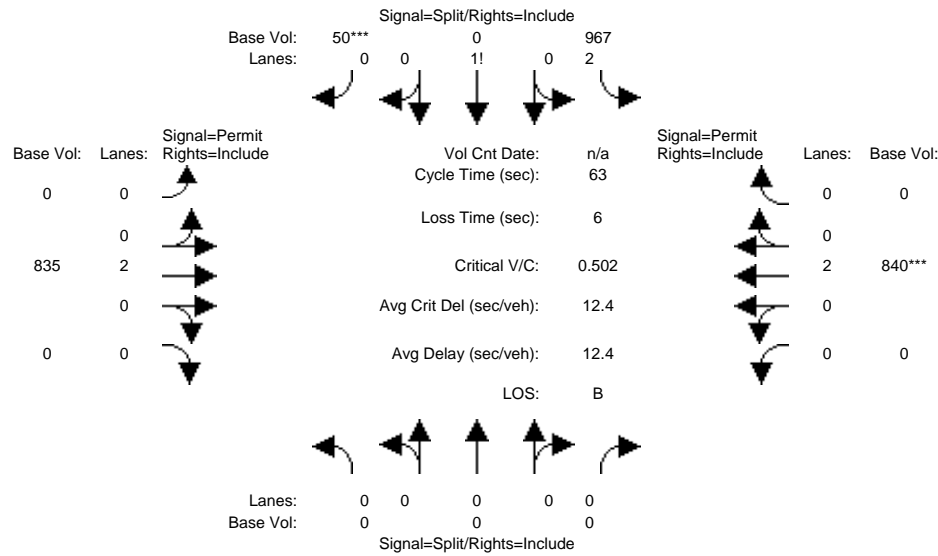 Signal=Split/Rights=Include
Base Vol: 50*** 0 967
Lanes: 0 0 1! 0 2
Signal=Permit Signal=Permit
Base Vol: Lanes: Rights=Include Vol Cnt Date: n/a Rights=Include Lanes: Base Vol:
Cycle Time (sec): 63
0 0 0 0
Loss Time (sec): 6
0 0
835 2 Critical V/C: 0.502 2 840***
0 Avg Crit Del (sec/veh): 12.4 0
0 0 Avg Delay (sec/veh): 12.4 0 0
LOS: B
Lanes: 0 0 0 0 0
Base Vol: 0 0 0
Signal=Split/Rights=Include